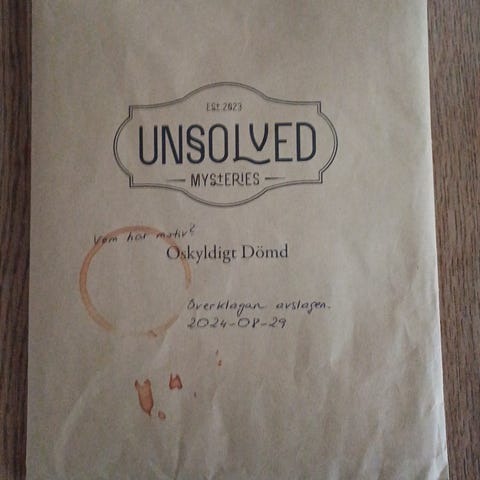 EST.2023
UNSOLVED
MYSTERIES
Vem har motiv?
Oskyldigt Dömd
Överklagan avslagen.
2024-08-29